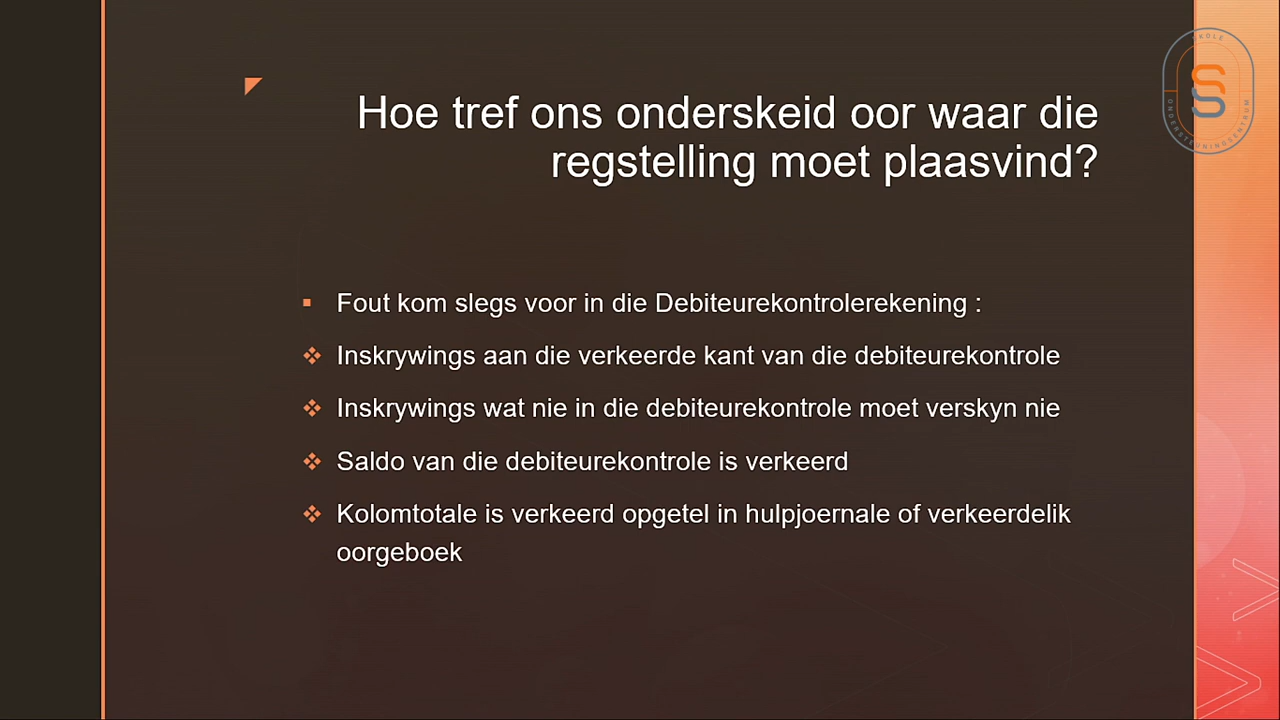 Hoe tref ons onderskeid oor waar die
regstelling moet plaasvind?
Fout kom slegs voor in die Debiteurekontrolerekening :
Inskrywings aan die verkeerde kant van die debiteurekontrole
Inskrywings wat nie in die debiteurekontrole moet verskyn nie
Saldo van die debiteurekontrole is verkeerd
Kolomtotale is verkeerd opgetel in hulpjoernale of verkeerdelik
oorgeboek
SKOLE
ONDERSTEUNINGSENTRUM